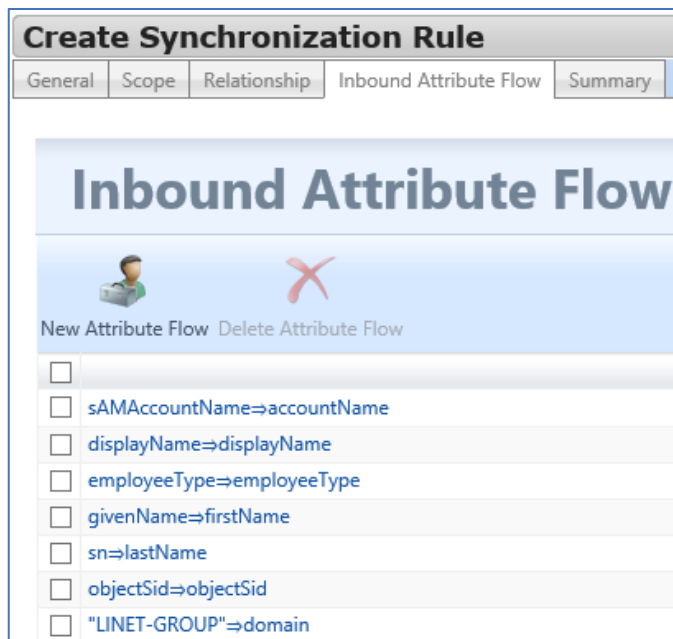 Create Synchronization Rule
General Scope Relationship Inbound Attribute Flow Summary
Inbound Attribute Flow
New Attribute Flow Delete Attribute Flow
sAMAccountName⇒accountName
displayName⇒displayName
employeeType⇒employeeType
givenName⇒firstName
sn⇒lastName
objectSid⇒objectSid
"LINET-GROUP"⇒domain